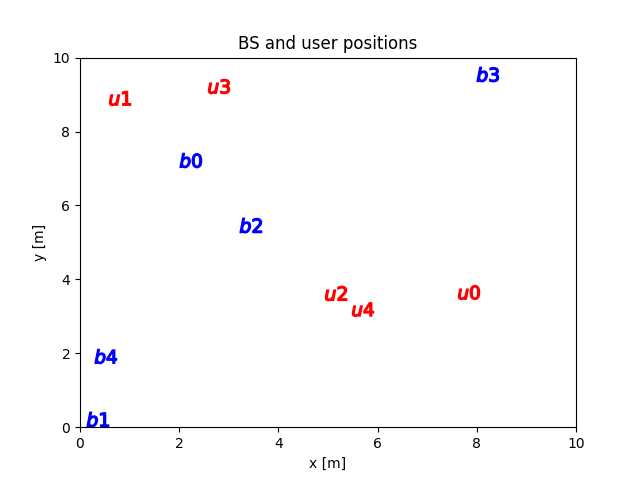 BS and user positions
10
8
6
4
2
0
y [m]
u1
u3
b3
b0
b2
u2
u4
u0
b4
b1
0 2 4 6 8 10
x [m]